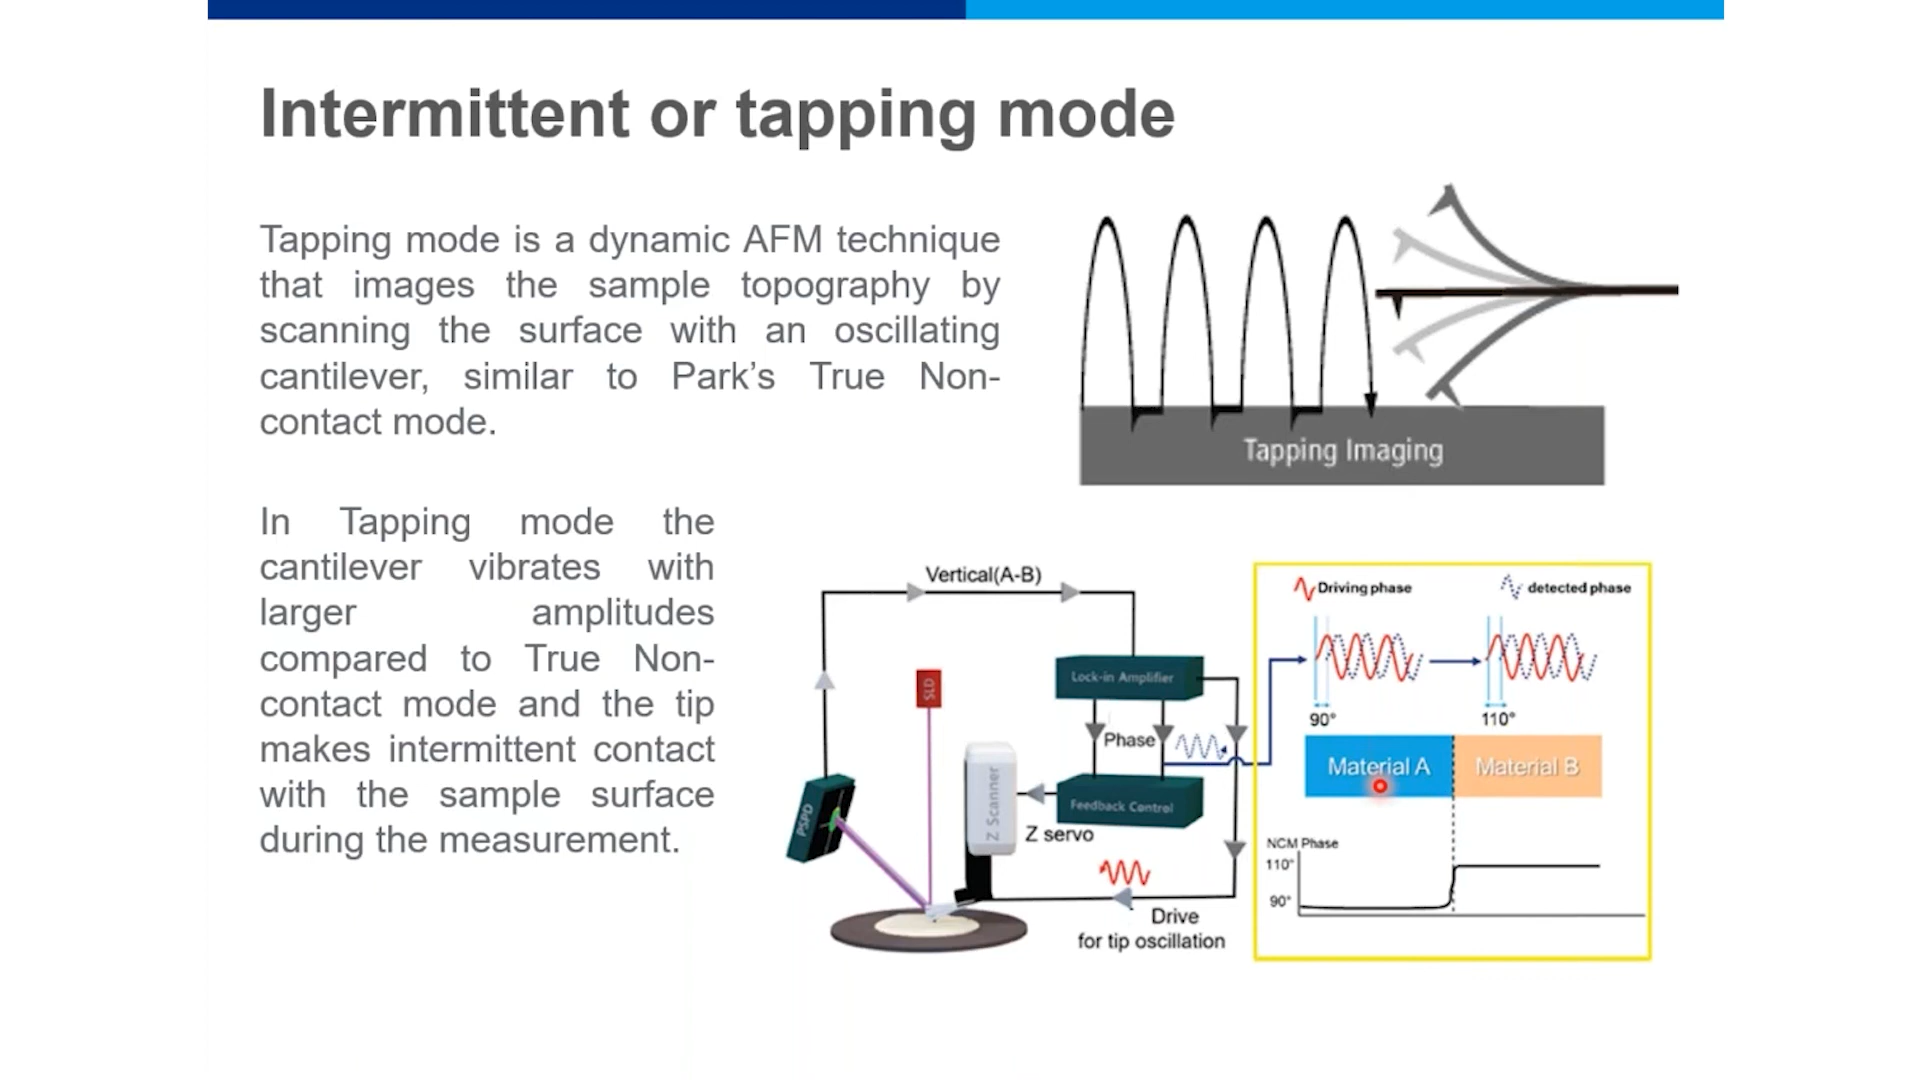 Intermittent or tapping mode
Tapping mode is a dynamic AFM technique
that images the sample topography by
scanning the surface with an oscillating
cantilever, similar to Park’s True Non-
contact mode.
Tapping Imaging
In Tapping mode the
cantilever vibrates with
larger amplitudes
compared to True Non-
contact mode and the tip
makes intermittent contact
with the sample surface
during the measurement.
Vertical(A-B)
SLD
Lock-in Amplifier
Phase
Feedback Control
Z Scanner
Z servo
PSPD
Drive
for tip oscillation
Driving phase
detected phase
90°
110°
Material A
Material B
NCM Phase
110°
90°